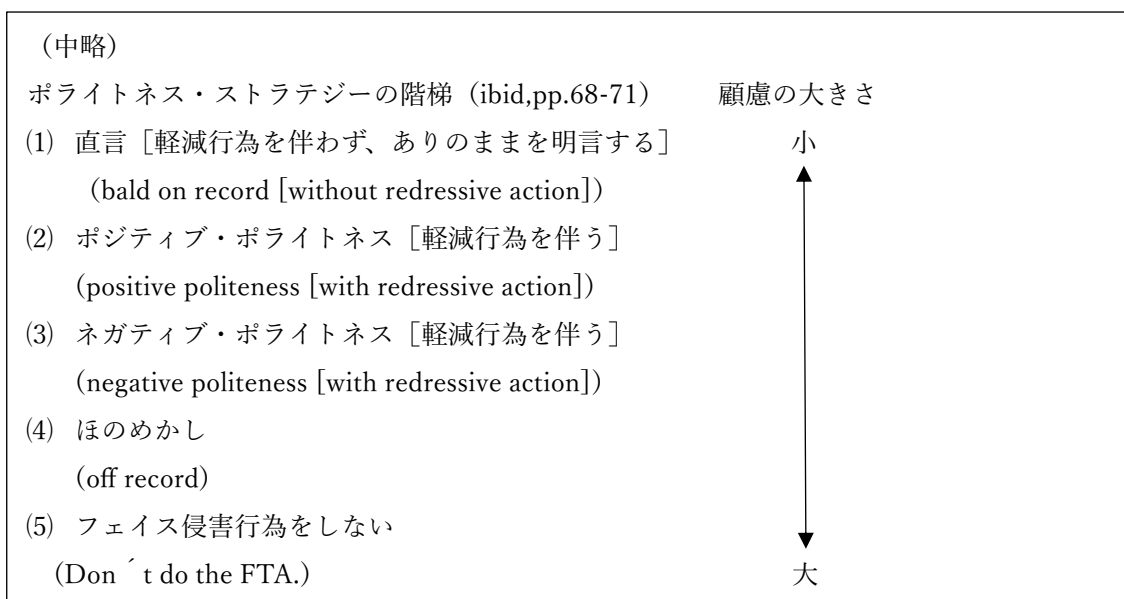 （中略）
ポライトネス・ストラテジーの階梯（ibid,pp.68-71） 顧慮の大きさ
⑴ 直言［軽減行為を伴わず、ありのままを明言する］ 小
（bald on record [without redressive action]）
⑵ ポジティブ・ポライトネス［軽減行為を伴う］
（positive politeness [with redressive action]）
⑶ ネガティブ・ポライトネス［軽減行為を伴う］
（negative politeness [with redressive action]）
⑷ ほのめかし
（off record）
⑸ フェイス侵害行為をしない
（Don´t do the FTA.） 大